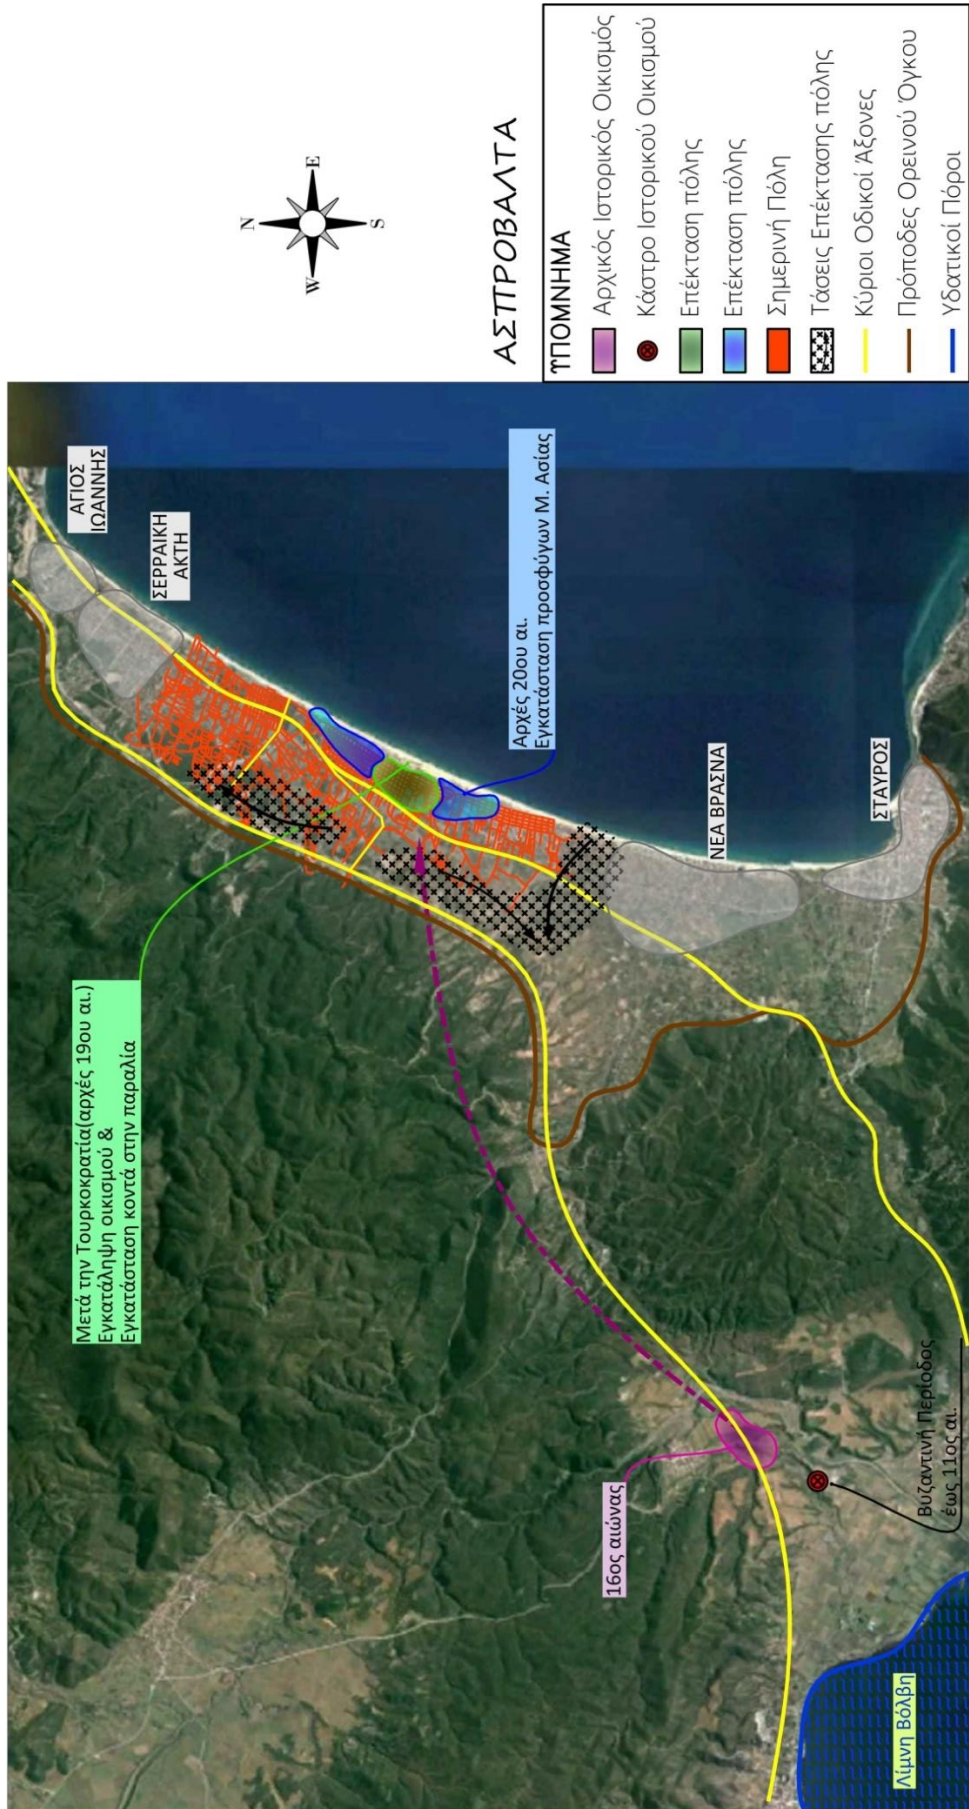 ΑΓΙΟΣ
ΙΩΑΝΝΗΣ
ΣΕΡΡΑΙΚΗ
ΑΚΤΗ
Μετά την Τουρκοκρατία(αρχές 19ου αι.)
Εγκατάληψη οικισμού &
Εγκατάσταση κοντά στην παραλία
Αρχές 20ου αι.
Εγκατάσταση προσφύγων Μ. Ασίας
16ος αιώνας
ΝΕΑ ΒΡΑΣΝΑ
ΣΤΑΥΡΟΣ
Βυζαντινή Περίοδος
έως 11ος αι.
Λίμνη Βόλβη
N
W
E
S
ΑΣΠΡΟΒΑΛΤΑ
ΥΠΟΜΝΗΜΑ
Αρχικός Ιστορικός Οικισμός
Κάστρο Ιστορικού Οικισμού
Επέκταση πόλης
Επέκταση πόλης
Σημερινή Πόλη
Τάσεις Επέκτασης πόλης
Κύριοι Οδικοί Άξονες
Πρόποδες Ορεινού Όγκου
Υδατικοί Πόροι